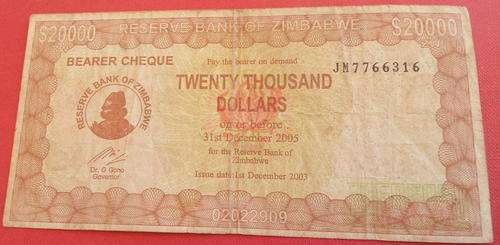 $20000 RESERVE BANK OF ZIMBABWE $20000
BEARER CHEQUE
Pay the bearer on demand
JM7766316
TWENTY THOUSAND
DOLLARS
on or before
31st December 2005
for the Reserve Bank of
Zimbabwe
Issue date:1st December 2003
RESERVE BANK OF ZIMBABWE
Dr. G Gono
Governor
02022909